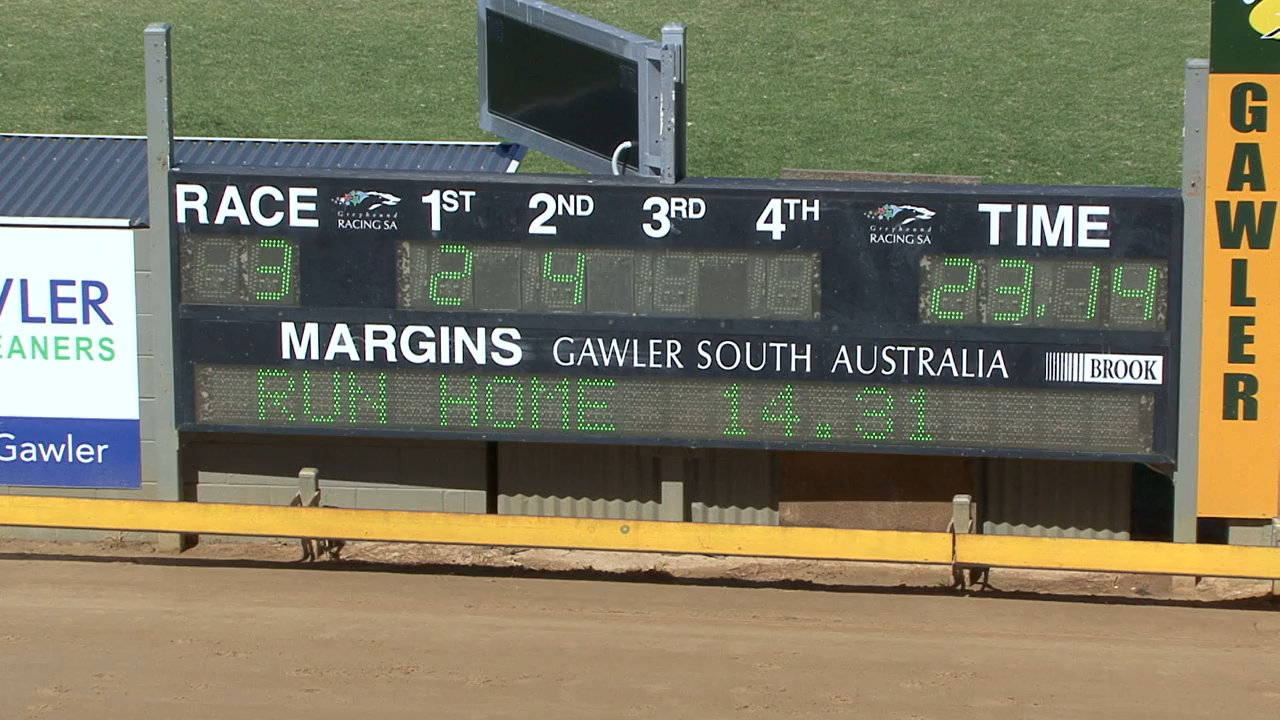 RACE Greyhound RACING SA 1ST 2ND 3RD 4TH Greyhound RACING SA TIME
3 2 4 23.14
MARGINS GAWLER SOUTH AUSTRALIA BROOK
RUN HOME 14.31
WLER
EANERS
Gawler
GAWLER